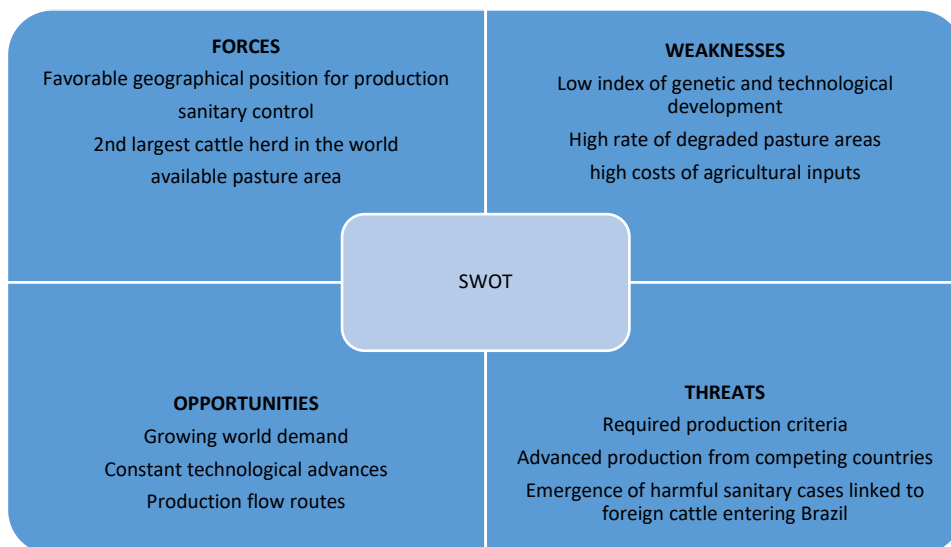 FORCES
Favorable geographical position for production
sanitary control
2nd largest cattle herd in the world
available pasture area
WEAKNESSES
Low index of genetic and technological
development
High rate of degraded pasture areas
high costs of agricultural inputs
SWOT
OPPORTUNITIES
Growing world demand
Constant technological advances
Production flow routes
THREATS
Required production criteria
Advanced production from competing countries
Emergence of harmful sanitary cases linked to
foreign cattle entering Brazil